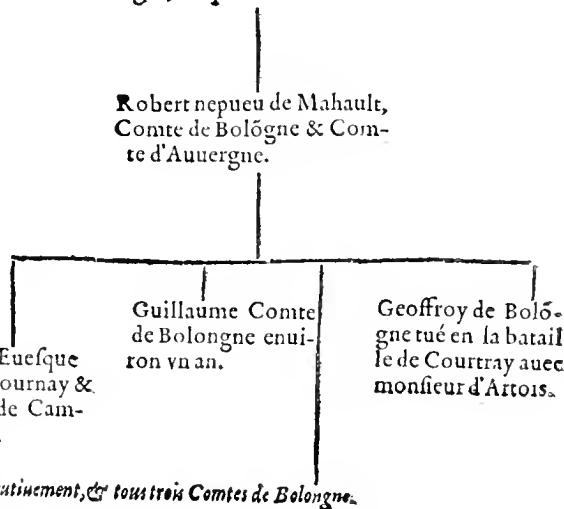 Robert nepueu de Mahault,
Comte de Bolõgne & Com-
te d'Auuergne.
Guillaume Comte
de Bolongne enui-
ron vn an.
Geoffroy de Bolõ-
gne tué en la batail
le de Courtray auec
monſieur d'Artois.
Eueſque
ournay &
de Cam-
utiuement, & tous trois Comtes de Bolongne.